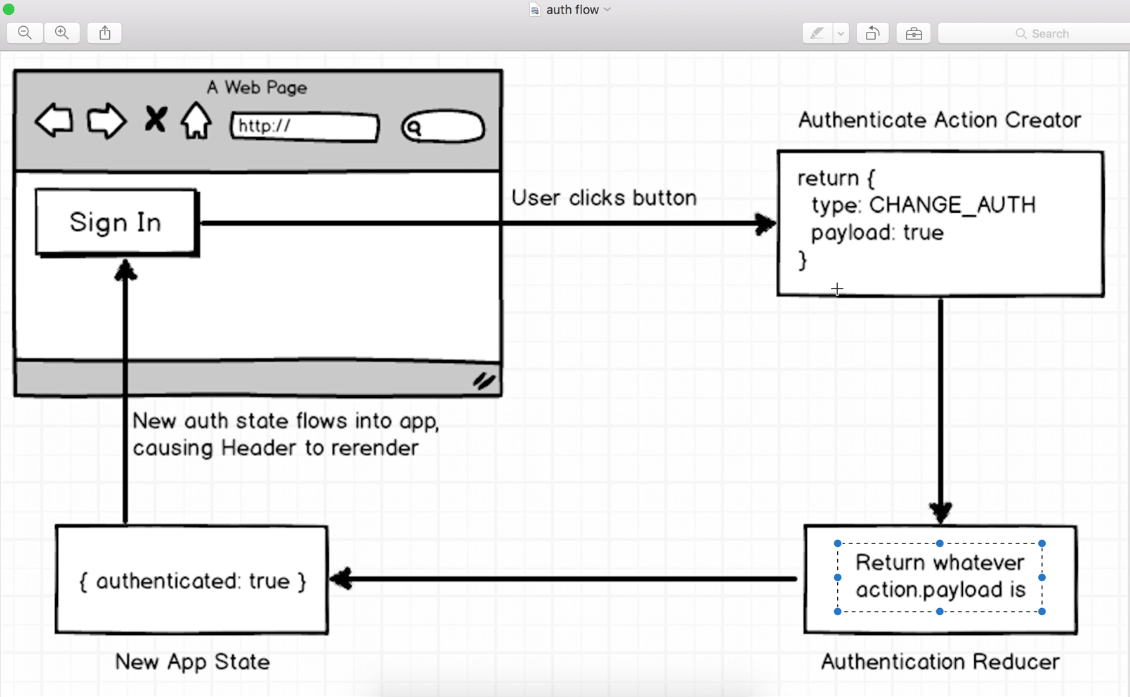 auth flow
Search
A Web Page
http://
Sign In
User clicks button
Authenticate Action Creator
return {
type: CHANGE_AUTH
payload: true
}
New auth state flows into app,
causing Header to rerender
{ authenticated: true }
New App State
Return whatever
action.payload is
Authentication Reducer